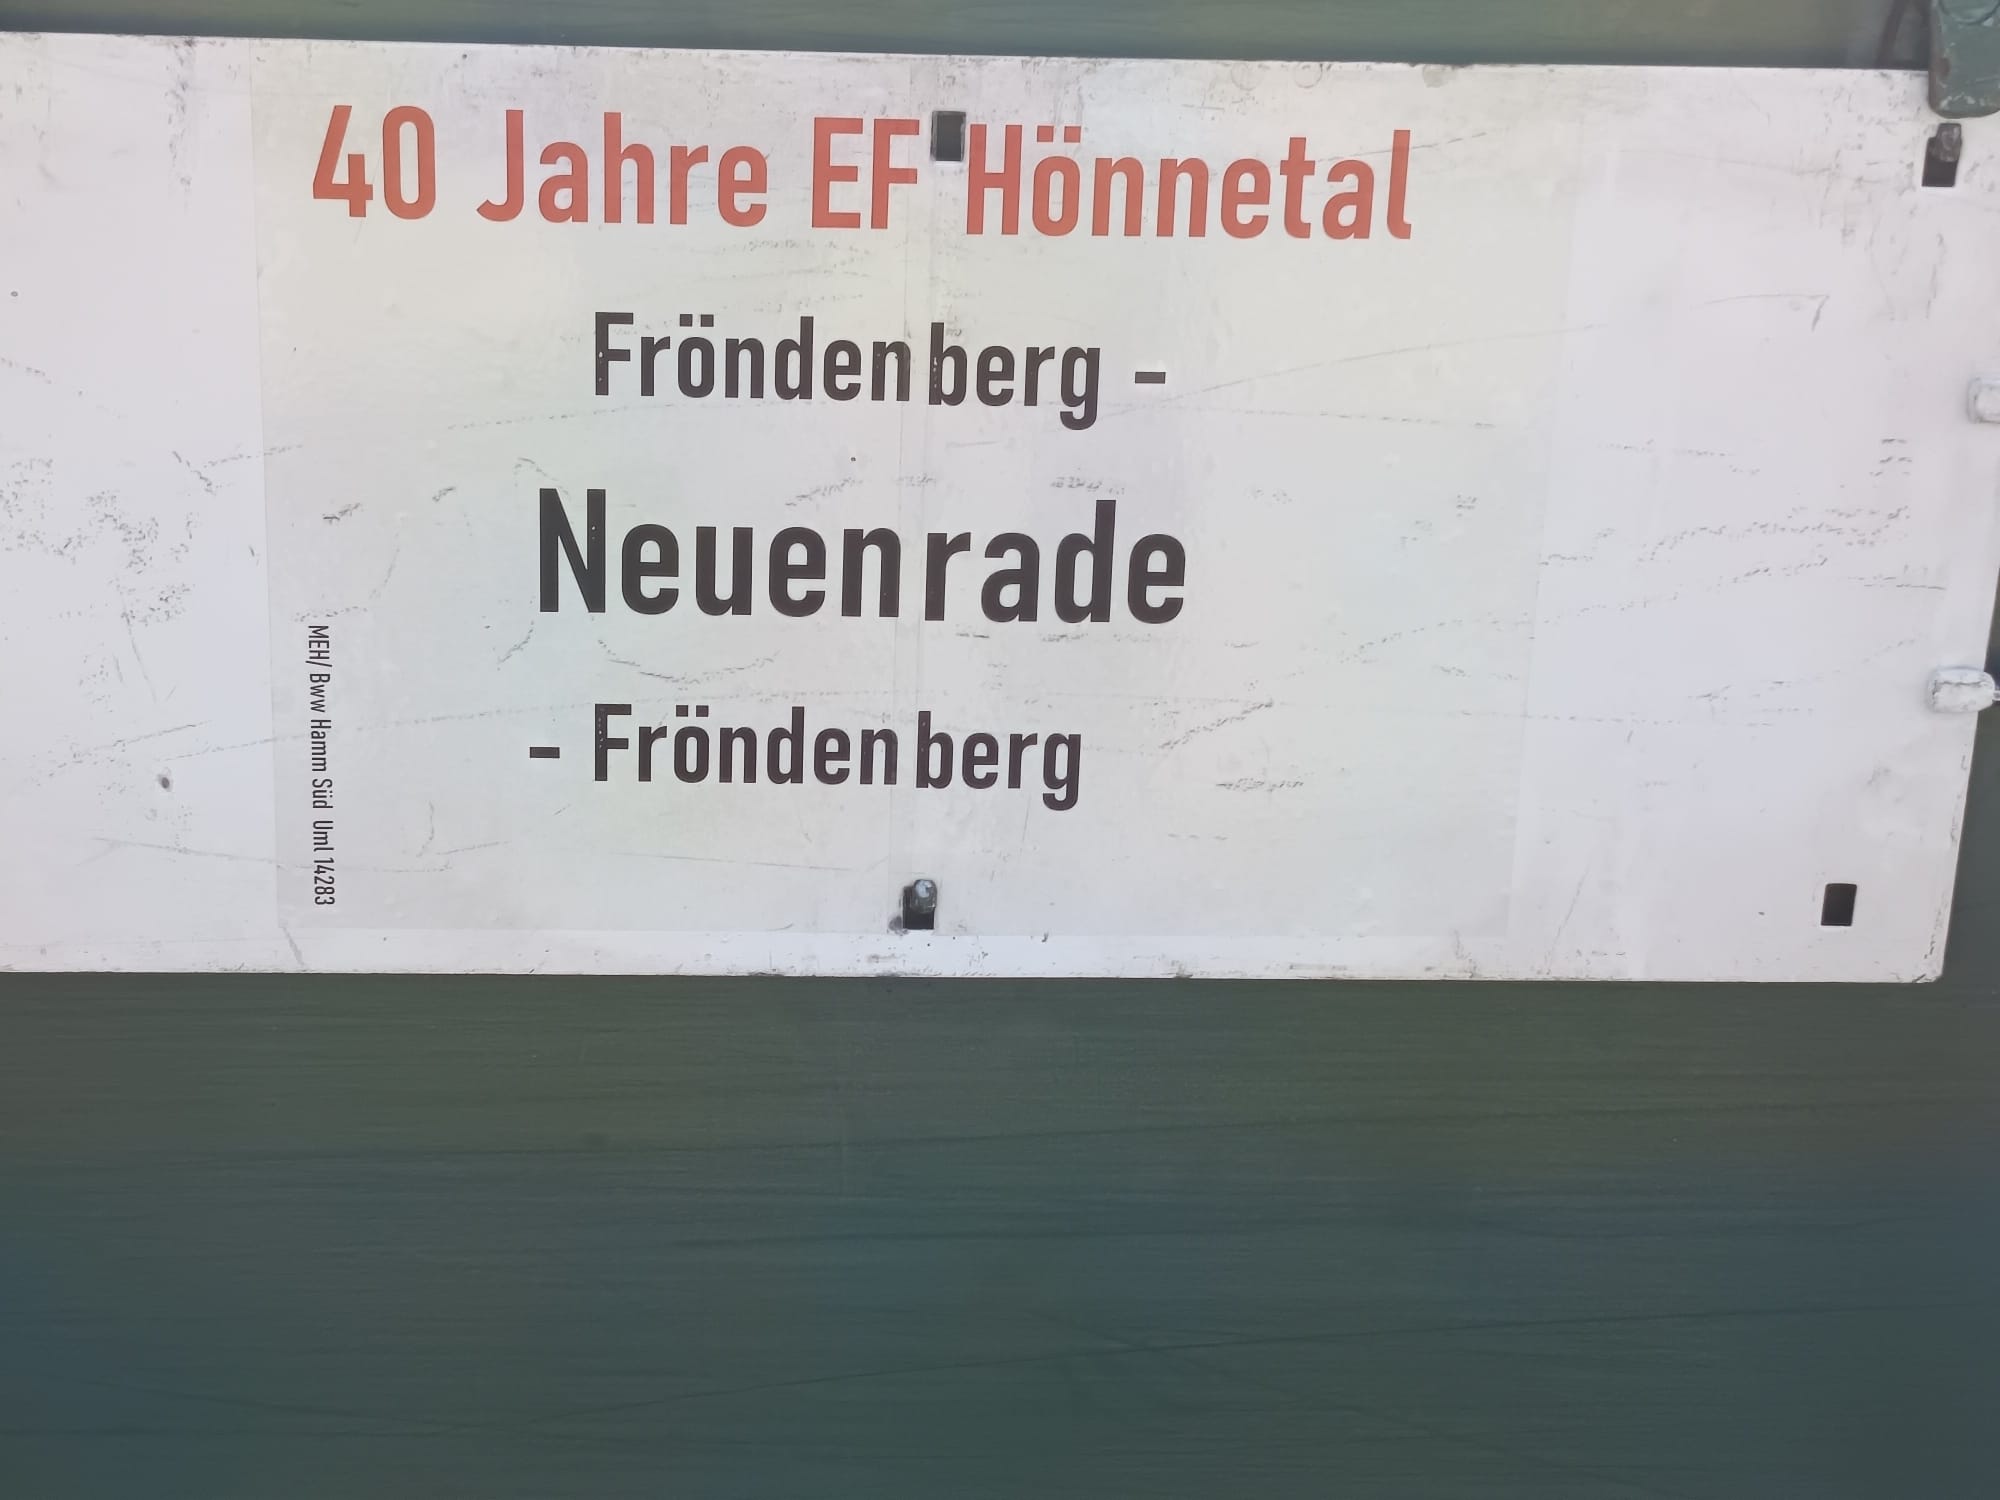 40 Jahre EF Hönnetal
Fröndenberg -
Neuenrade
- Fröndenberg
MEH/ Bww Hamm Süd Uml 14283